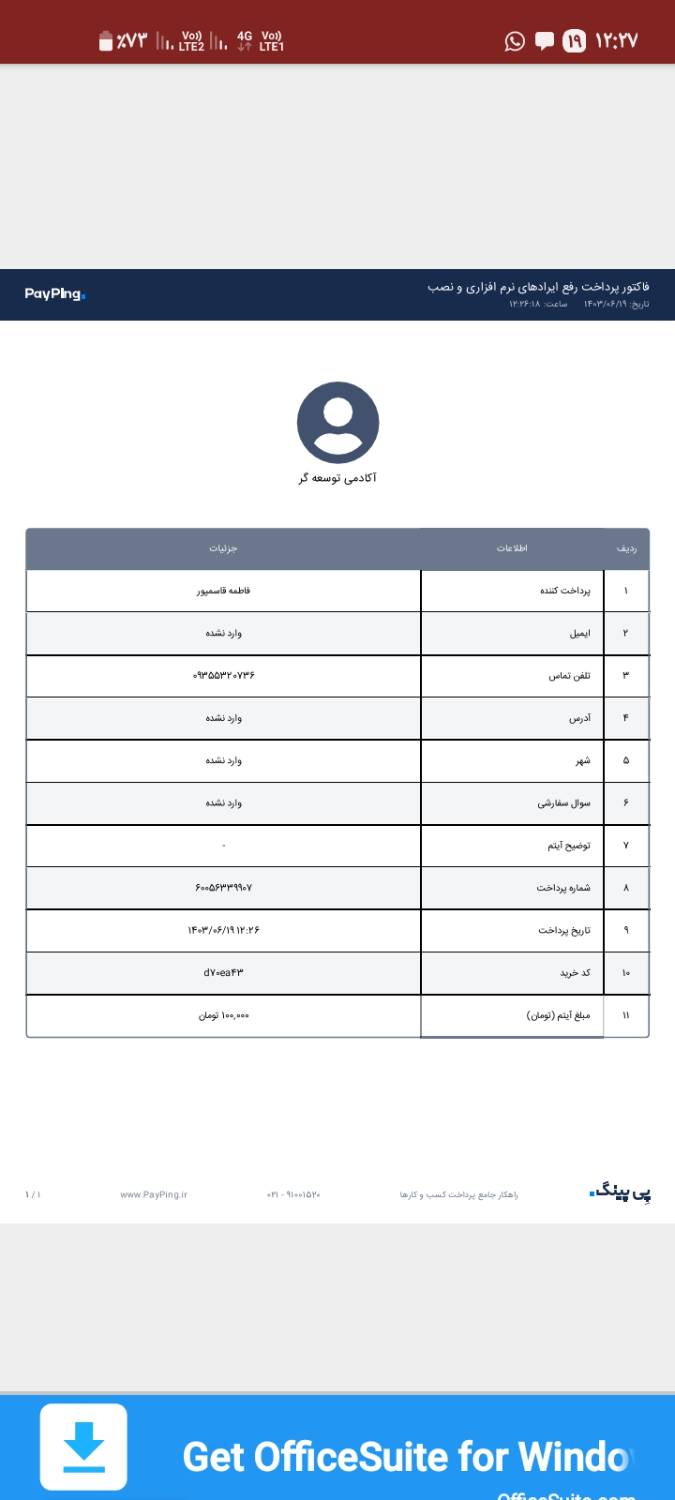 ٪۷۳ Vo)) LTE2 4G Vo)) LTE1 ۱۹ ۱۲:۲۷
فاکتور پرداخت رفع ایرادهای نرم افزاری و نصب
PayPing.
تاریخ: ۱۴۰۳/۰۶/۱۹ ساعت: ۱۲:۲۶:۱۸
آکادمی توسعه گر
ردیف اطلاعات جزئیات
۱ پرداخت کننده فاطمه قاسمپور
۲ ایمیل وارد نشده
۳ تلفن تماس ۰۹۳۵۵۳۲۰۷۳۶
۴ آدرس وارد نشده
۵ شهر وارد نشده
۶ سوال سفارشی وارد نشده
۷ توضیح آیتم -
۸ شماره پرداخت ۶۰۰۵۶۳۳۹۹۰۷
۹ تاریخ پرداخت ۱۴۰۳/۰۶/۱۹ ۱۲:۲۶
۱۰ کد خرید d۷۰ea۴۳
۱۱ مبلغ آیتم (تومان) ۱۰۰,۰۰۰ تومان
پی پینگ. راهکار جامع پرداخت کسب و کارها ۰۲۱ - ۹۱۰۰۱۵۲۰ www.PayPing.ir ۱ / ۱
Get OfficeSuite for Windo
OfficeSuite.com